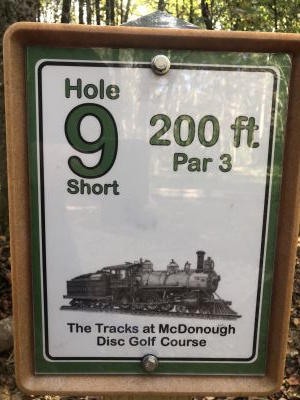 Hole
9
Short
200 ft.
Par 3
The Tracks at McDonough
Disc Golf Course